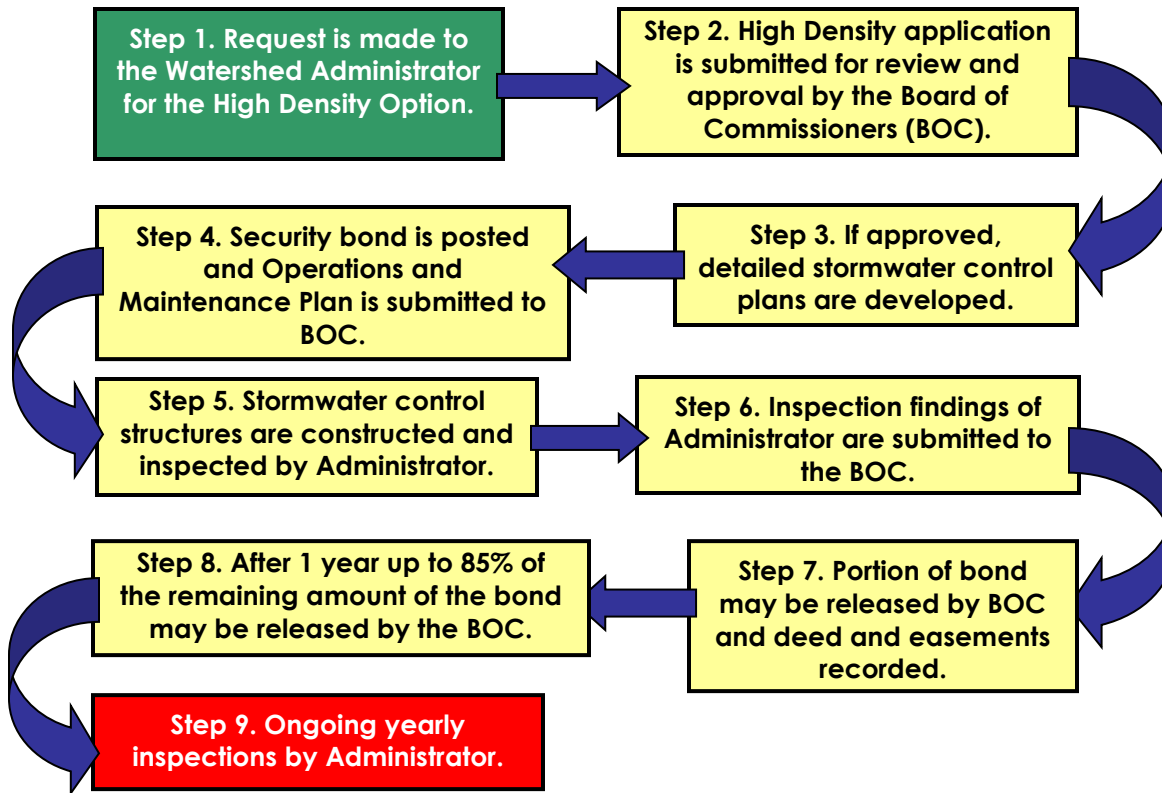 Step 1. Request is made to
the Watershed Administrator
for the High Density Option.
Step 2. High Density application
is submitted for review and
approval by the Board of
Commissioners (BOC).
Step 3. If approved,
detailed stormwater control
plans are developed.
Step 4. Security bond is posted
and Operations and
Maintenance Plan is submitted to
BOC.
Step 5. Stormwater control
structures are constructed and
inspected by Administrator.
Step 6. Inspection findings of
Administrator are submitted to
the BOC.
Step 7. Portion of bond
may be released by BOC
and deed and easements
recorded.
Step 8. After 1 year up to 85% of
the remaining amount of the bond
may be released by the BOC.
Step 9. Ongoing yearly
inspections by Administrator.